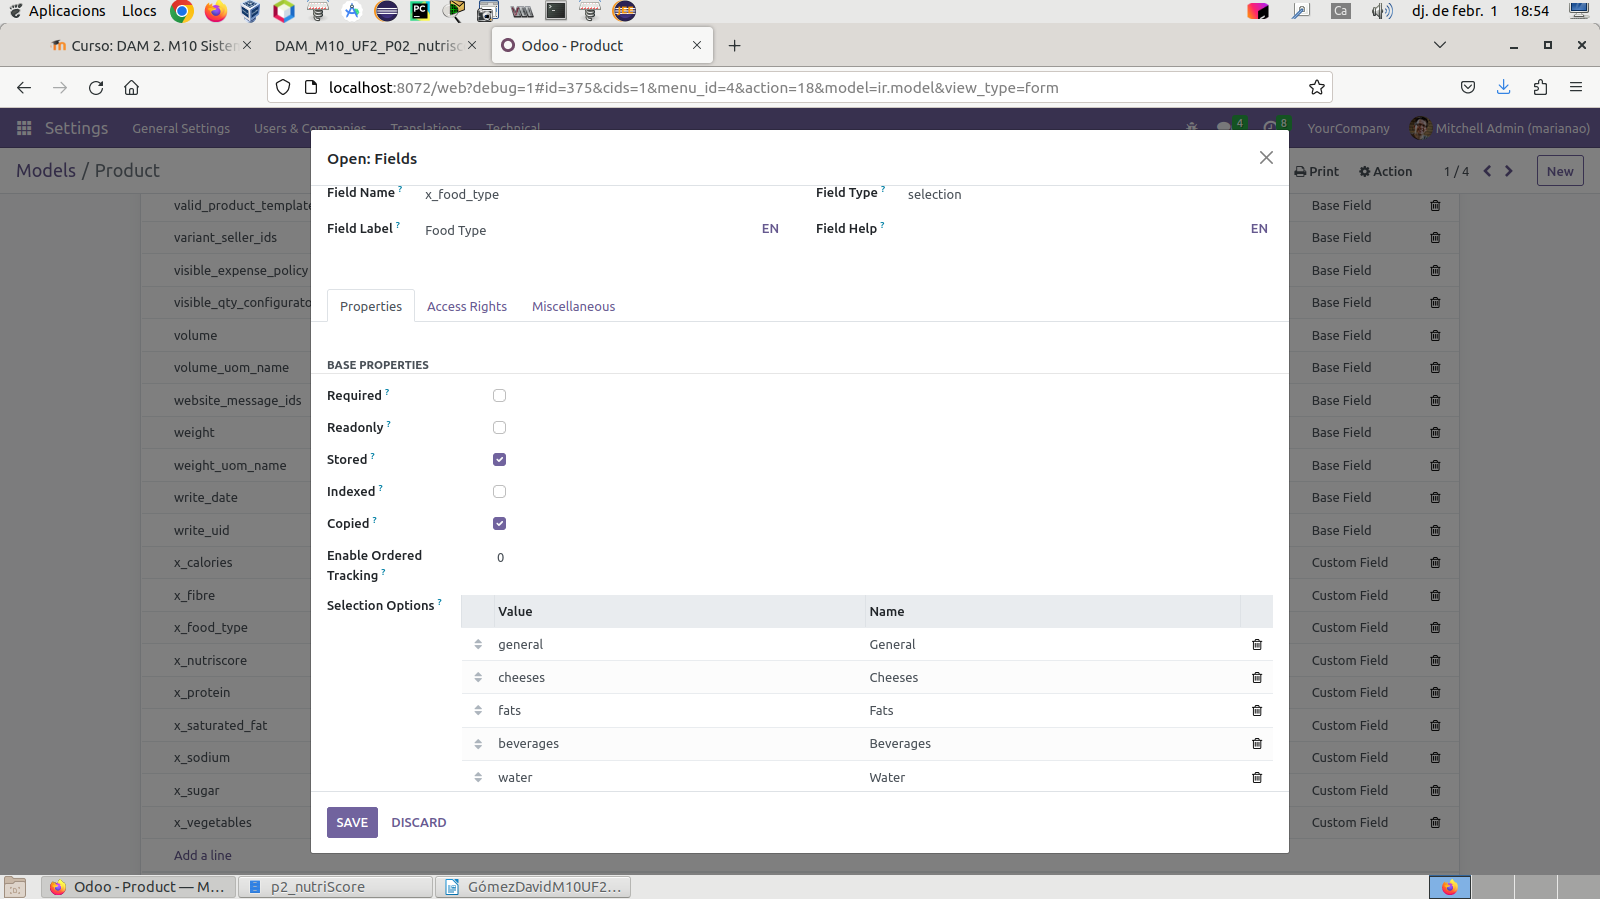 Aplicacions Llocs Ca dj. de febr. 1 18:54
Curso: DAM 2. M10 Sister DAM_M10_UF2_P02_nutrisc Odoo - Product
localhost:8072/web?debug=1#id=375&cids=1&menu_id=4&action=18&model=ir.model&view_type=form
Settings General Settings Users & Companies Translations Technical 4 8 YourCompany Mitchell Admin (marianao)
Models / Product Print Action 1 / 4 New
Open: Fields
Field Name ? x_food_type Field Type ? selection
Field Label ? Food Type EN Field Help ? EN
Properties Access Rights Miscellaneous
BASE PROPERTIES
Required ?
Readonly ?
Stored ?
Indexed ?
Copied ?
Enable Ordered Tracking ? 0
Selection Options ? Value Name
general General
cheeses Cheeses
fats Fats
beverages Beverages
water Water
SAVE DISCARD
valid_product_template Base Field
variant_seller_ids Base Field
visible_expense_policy Base Field
visible_qty_configurato Base Field
volume Base Field
volume_uom_name Base Field
website_message_ids Base Field
weight Base Field
weight_uom_name Base Field
write_date Base Field
write_uid Base Field
x_calories Custom Field
x_fibre Custom Field
x_food_type Custom Field
x_nutriscore Custom Field
x_protein Custom Field
x_saturated_fat Custom Field
x_sodium Custom Field
x_sugar Custom Field
x_vegetables Custom Field
Add a line
Odoo - Product — M... p2_nutriScore GómezDavidM10UF2...